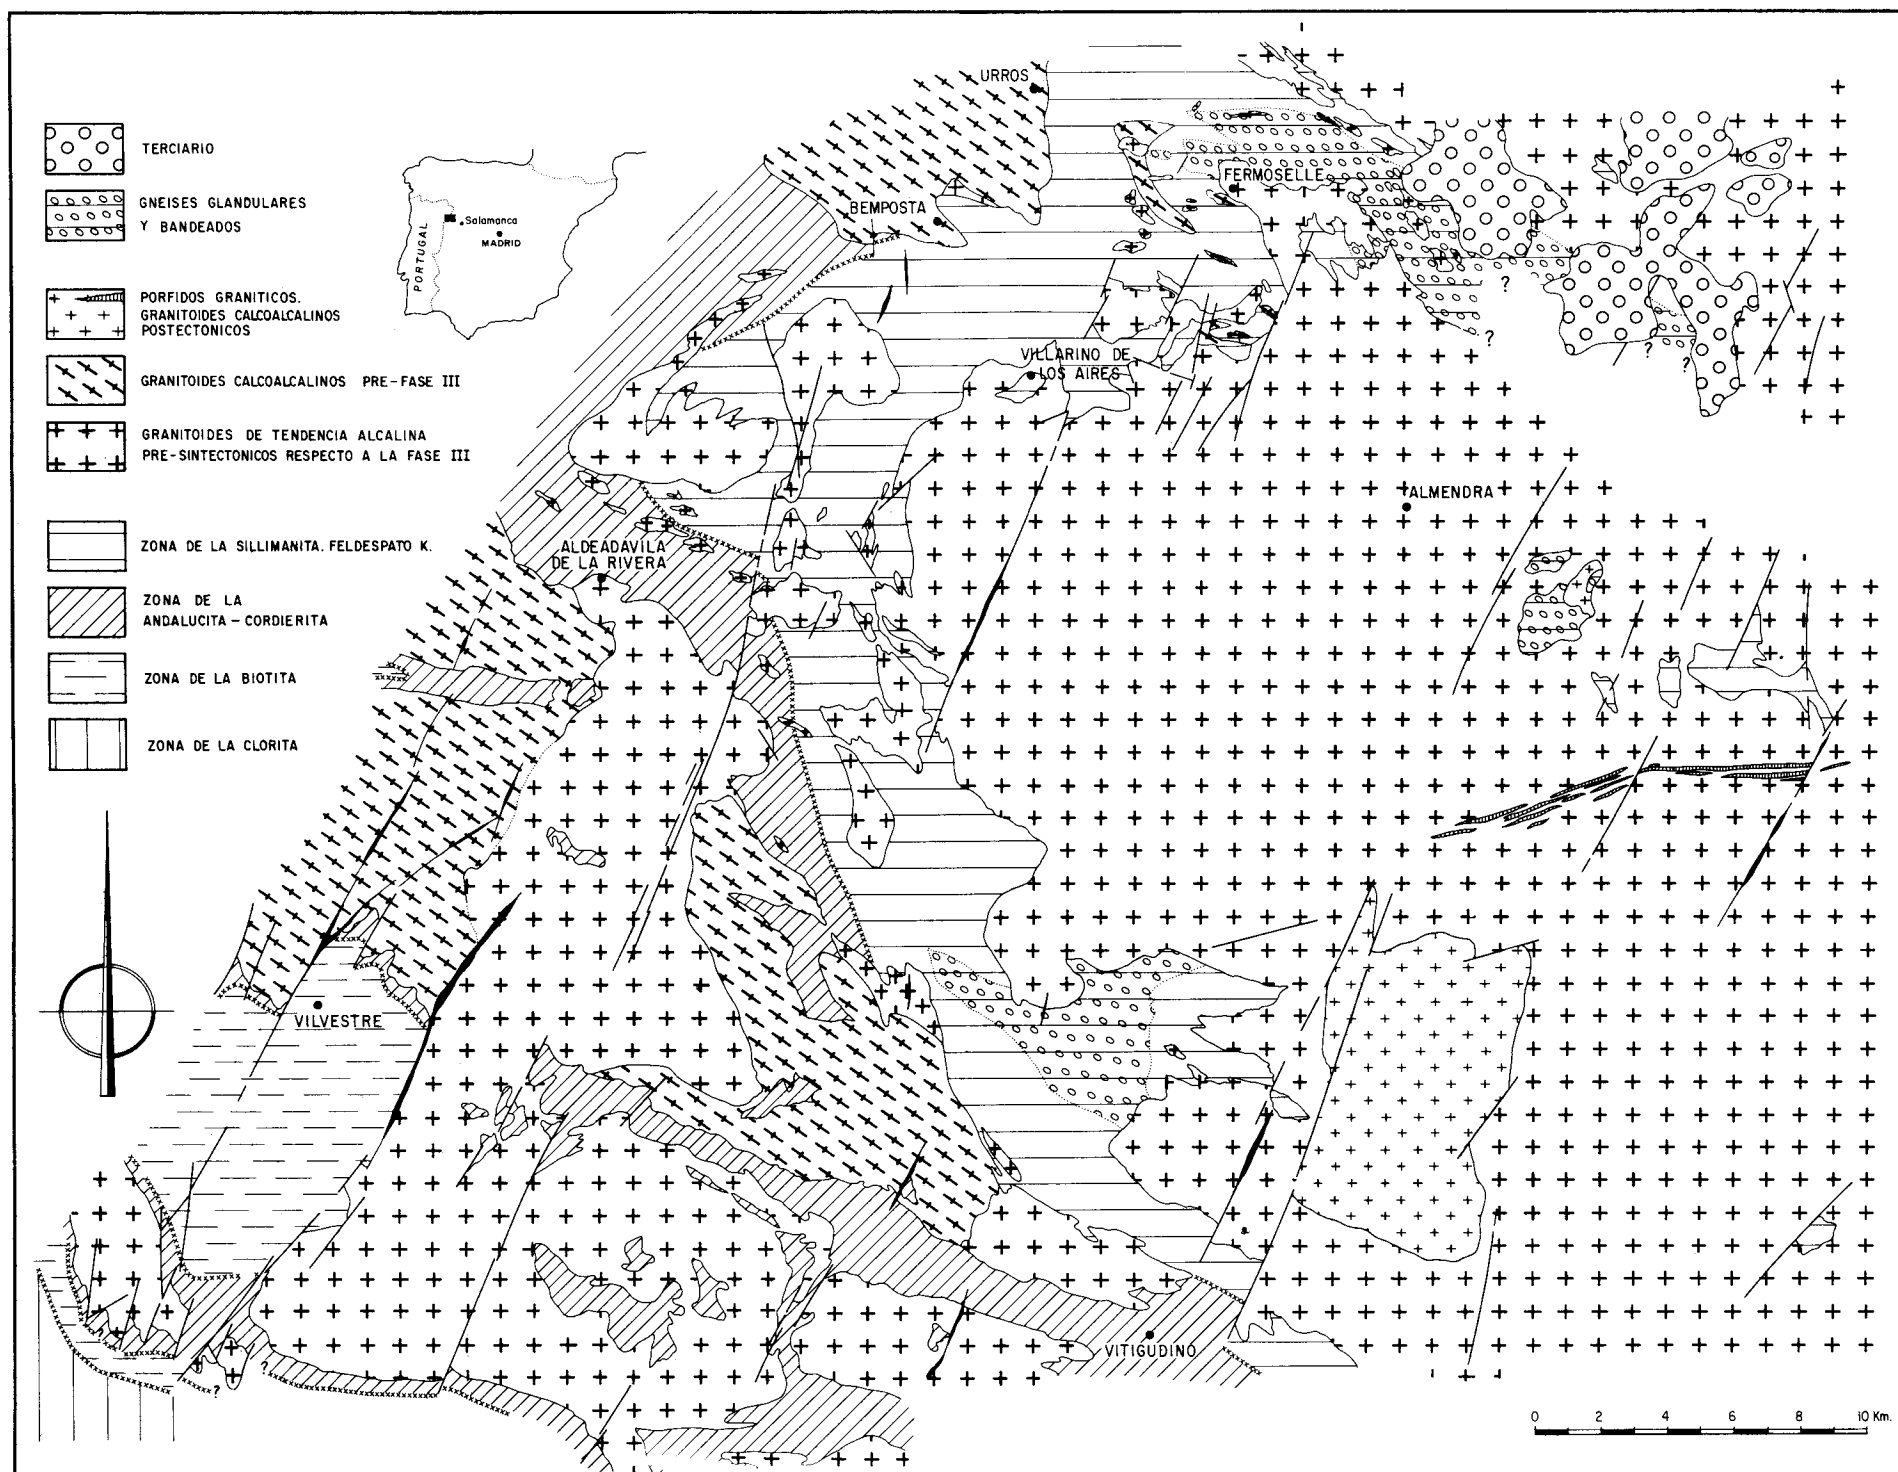 TERCIARIO
GNEISES GLANDULARES
Y BANDEADOS
PORFIDOS GRANITICOS.
GRANITOIDES CALCOALCALINOS
POSTECTONICOS
GRANITOIDES CALCOALCALINOS PRE-FASE III
GRANITOIDES DE TENDENCIA ALCALINA
PRE-SINTECTONICOS RESPECTO A LA FASE III
ZONA DE LA SILLIMANITA. FELDESPATO K.
ZONA DE LA
ANDALUCITA - CORDIERITA
ZONA DE LA BIOTITA
ZONA DE LA CLORITA
PORTUGAL
Salamanca
MADRID
URROS
FERMOSELLE
BEMPOSTA
?
?
?
?
VILLARINO DE
LOS AIRES
ALMENDRA
ALDEADAVILA
DE LA RIVERA
VILVESTRE
VITIGUDINO
?
0 2 4 6 8 10 Km.